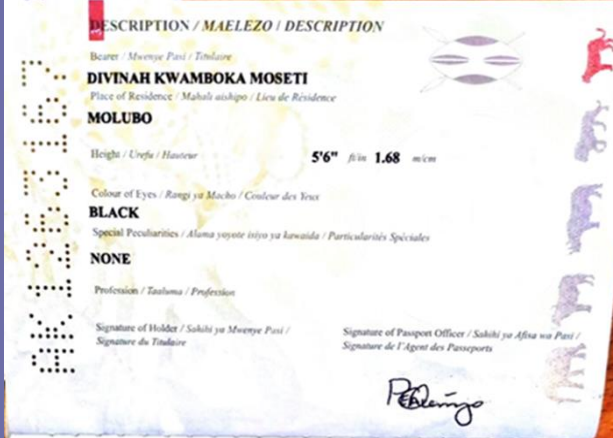 DESCRIPTION / MAELEZO / DESCRIPTION
Bearer / Mwenye Pasi / Titulaire
DIVINAH KWAMBOKA MOSETI
Place of Residence / Mahali aishipo / Lieu de Résidence
MOLUBO
Height / Urefu / Hauteur 5'6" ft/in 1.68 m/cm
Colour of Eyes / Rangi ya Macho / Couleur des Yeux
BLACK
Special Peculiarities / Alama yoyote isiyo ya kawaida / Particularités Spéciales
NONE
Profession / Taaluma / Profession
Signature of Holder / Sahihi ya Mwenye Pasi /
Signature du Titulaire
Signature of Passport Officer / Sahihi ya Afisa wa Pasi /
Signature de l'Agent des Passeports
AK1263167